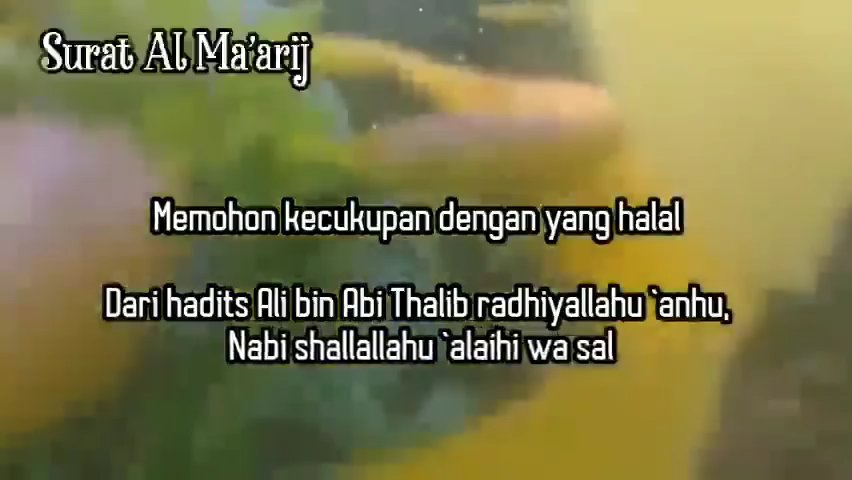 Surat Al Ma'arij
Memohon kecukupan dengan yang halal
Dari hadits Ali bin Abi Thalib radhiyallahu `anhu,
Nabi shallallahu `alaihi wa sal